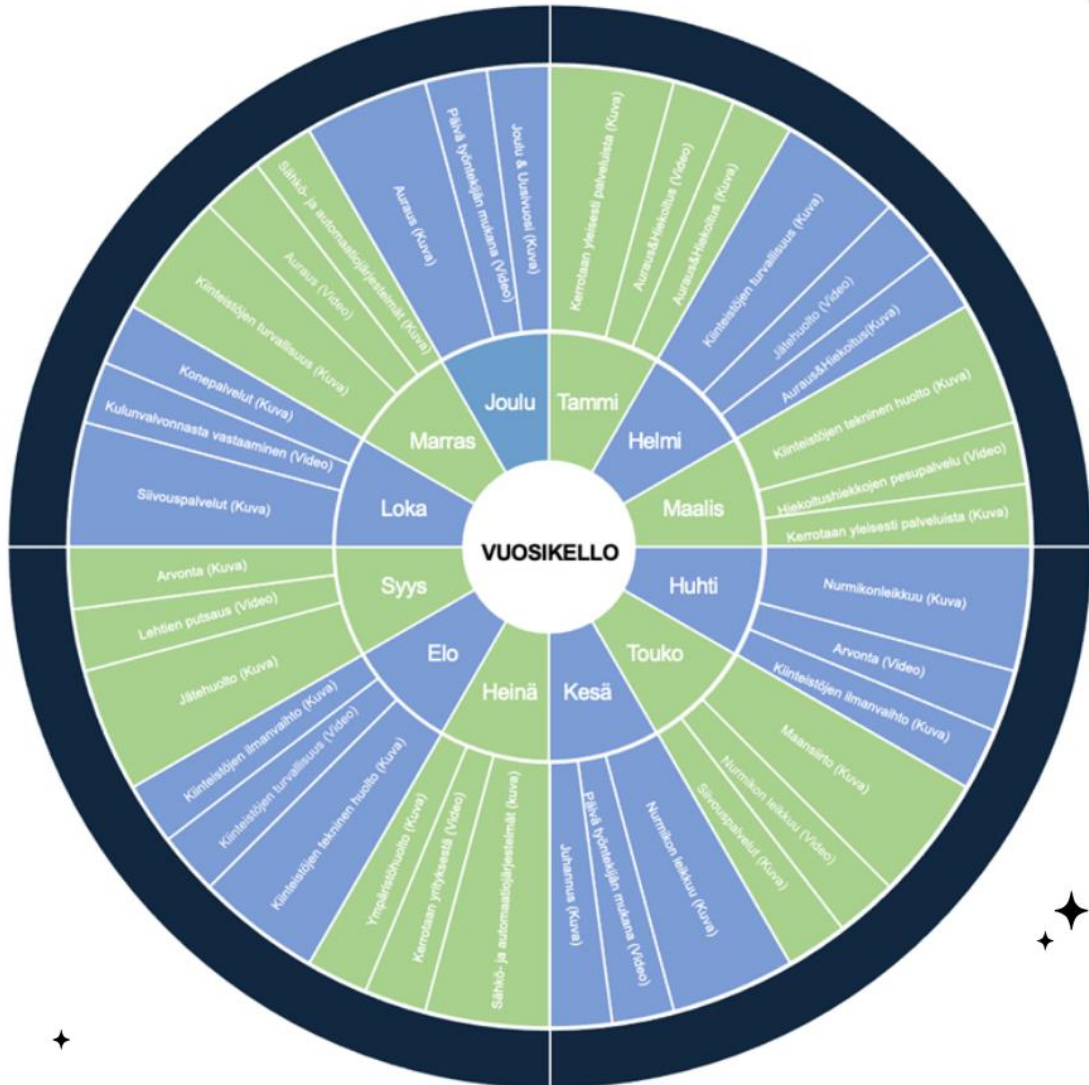 VUOSIKELLO
Tammi
Kerrotaan yleisesti palveluista (Kuva)
Auraus&Hiekoitus (Video)
Auraus&Hiekoitus (Kuva)
Helmi
Kiinteistöjen turvallisuus (Kuva)
Jätehuolto (Video)
Auraus&Hiekoitus(Kuva)
Maalis
Kiinteistöjen tekninen huolto (Kuva)
Hiekoitushiekkojen pesupalvelu (Video)
Kerrotaan yleisesti palveluista (Kuva)
Huhti
Nurmikonleikkuu (Kuva)
Arvonta (Video)
Kiinteistöjen ilmanvaihto (Kuva)
Touko
Maansiirto (Kuva)
Nurmikon leikkuu (Video)
Siivouspalvelut (Kuva)
Kesä
Nurmikon leikkuu (Kuva)
Päivä työntekijän mukana (Video)
Juhannus (Kuva)
Heinä
Sähkö- ja automaatiojärjestelmät (kuva)
Kerrotaan yrityksestä (Video)
Ympäristöhuolto (Kuva)
Elo
Kiinteistöjen tekninen huolto (Kuva)
Kiinteistöjen turvallisuus (Video)
Kiinteistöjen ilmanvaihto (Kuva)
Syys
Jätehuolto (Kuva)
Lehtien putsaus (Video)
Arvonta (Kuva)
Loka
Siivouspalvelut (Kuva)
Kulunvalvonnasta vastaaminen (Video)
Konepalvelut (Kuva)
Marras
Kiinteistöjen turvallisuus (Kuva)
Auraus (Video)
Sähkö- ja automaatiojärjestelmät (Kuva)
Joulu
Auraus (Kuva)
Päivä työntekijän mukana (Video)
Joulu & Uusivuosi (Kuva)